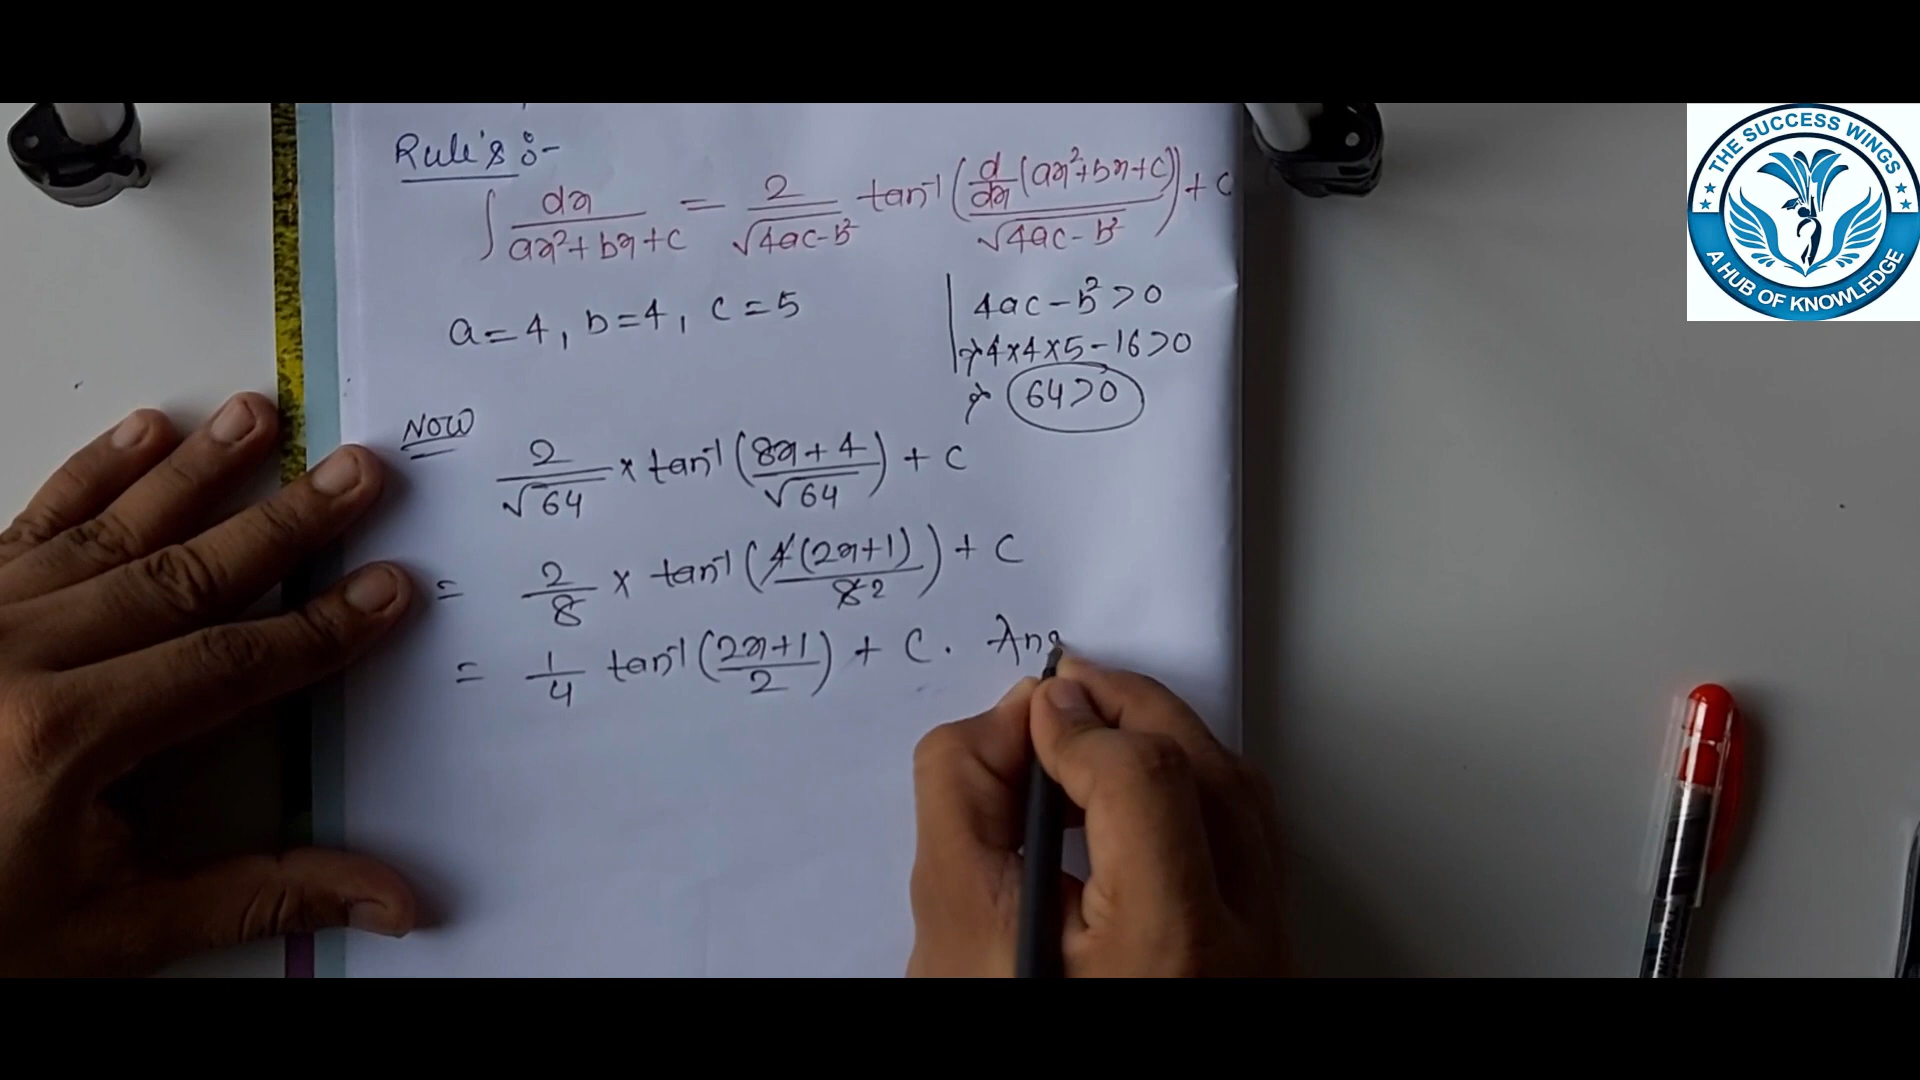 Rule's :-
∫ dx/(ax²+bx+c) = 2/√(4ac-b²) tan⁻¹ (d/dx (ax²+bx+c)/√(4ac-b²)) + c
a=4, b=4, c=5
4ac-b²>0
⇒ 4×4×5-16>0
⇒ 64>0
Now
2/√64 × tan⁻¹ ((8x+4)/√64) + c
= 2/8 × tan⁻¹ (4(2x+1)/8 2) + c
= 1/4 tan⁻¹ ((2x+1)/2) + c. Ans
THE SUCCESS WINGS
A HUB OF KNOWLEDGE